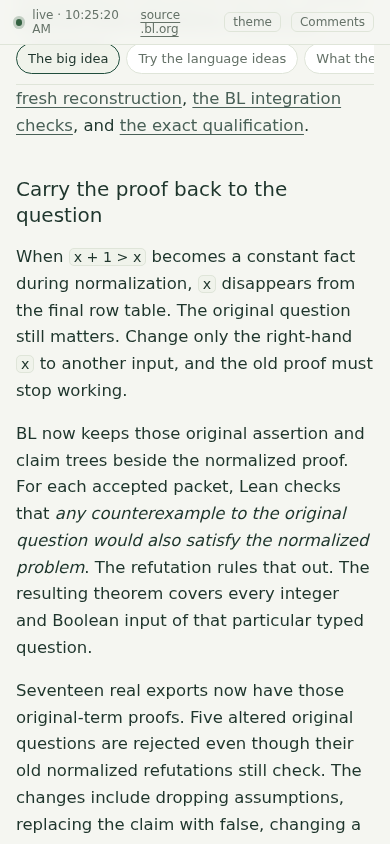 live · 10:25:20 AM
source .bl.org
theme
Comments
The big idea
Try the language ideas
What the
fresh reconstruction, the BL integration
checks, and the exact qualification.
Carry the proof back to the
question
When x + 1 > x becomes a constant fact
during normalization, x disappears from
the final row table. The original question
still matters. Change only the right-hand
x to another input, and the old proof must
stop working.
BL now keeps those original assertion and
claim trees beside the normalized proof.
For each accepted packet, Lean checks
that any counterexample to the original
question would also satisfy the normalized
problem. The refutation rules that out. The
resulting theorem covers every integer
and Boolean input of that particular typed
question.
Seventeen real exports now have those
original-term proofs. Five altered original
questions are rejected even though their
old normalized refutations still check. The
changes include dropping assumptions,
replacing the claim with false, changing a